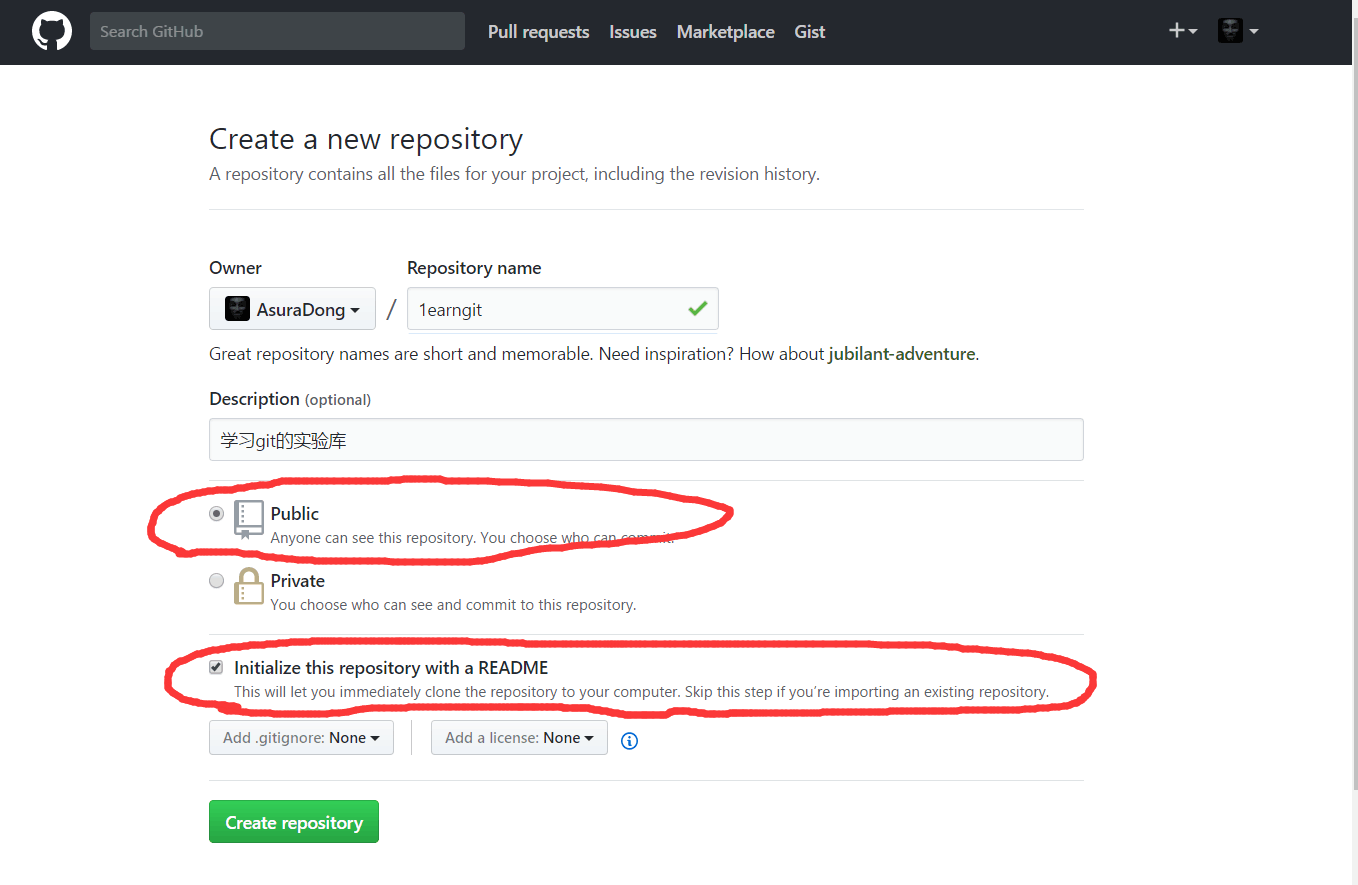 Search GitHub
Pull requests Issues Marketplace Gist
Create a new repository
A repository contains all the files for your project, including the revision history.
Owner Repository name
AsuraDong / 1earngit
Great repository names are short and memorable. Need inspiration? How about jubilant-adventure.
Description (optional)
学习git的实验库
Public
Anyone can see this repository. You choose who can commit.
Private
You choose who can see and commit to this repository.
Initialize this repository with a README
This will let you immediately clone the repository to your computer. Skip this step if you’re importing an existing repository.
Add .gitignore: None Add a license: None
Create repository